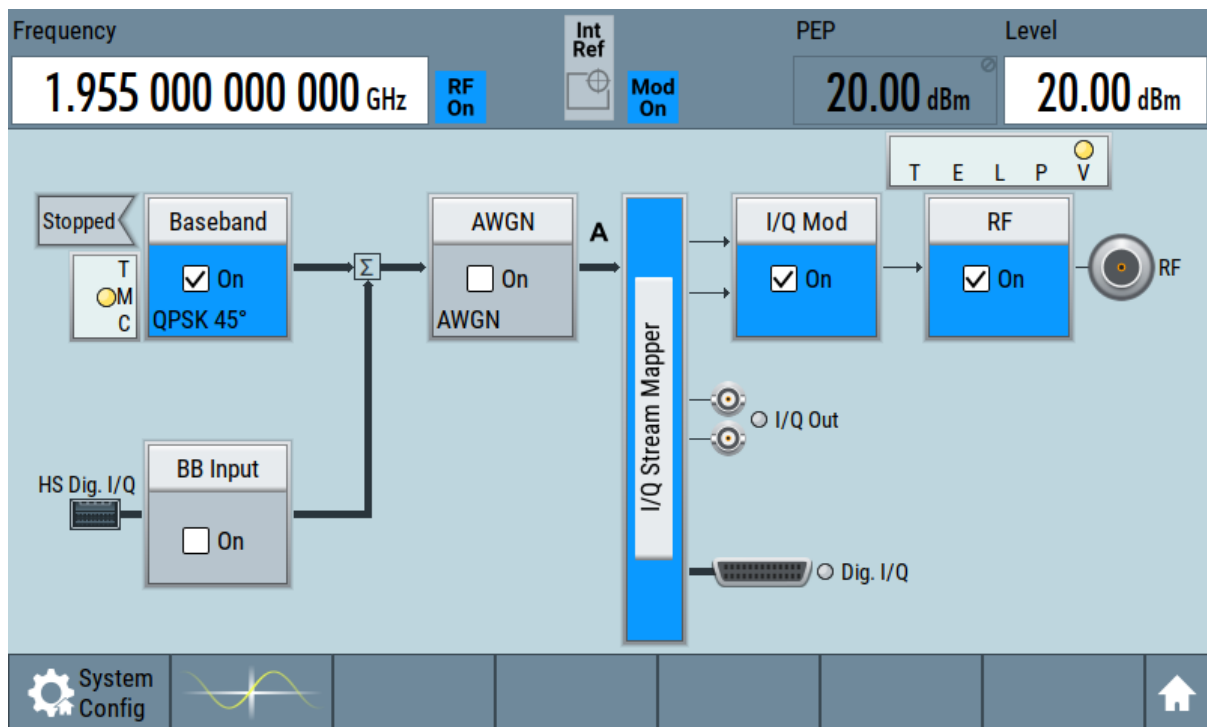 Frequency
Int
Ref
PEP
Level
1.955 000 000 000 GHz
RF
On
Mod
On
20.00 dBm
20.00 dBm
T E L P V
Stopped
Baseband
AWGN
A
I/Q Mod
RF
T
M
C
On
On
On
On
RF
QPSK 45°
AWGN
I/Q Stream Mapper
I/Q Out
BB Input
HS Dig. I/Q
On
Dig. I/Q
System
Config